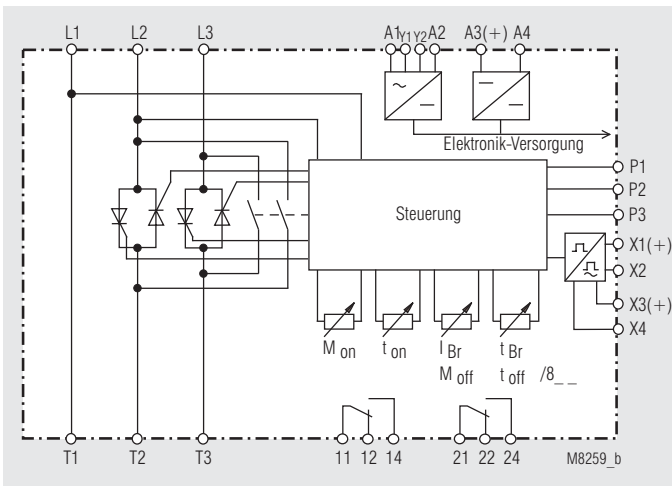 L1 L2 L3 A1 Y1 Y2 A2 A3(+) A4
Elektronik-Versorgung
P1
P2
Steuerung
P3
X1(+)
X2
X3(+)
X4
M on t on I Br t Br
M off t off /8_ _
T1 T2 T3 11 12 14 21 22 24 M8259_b